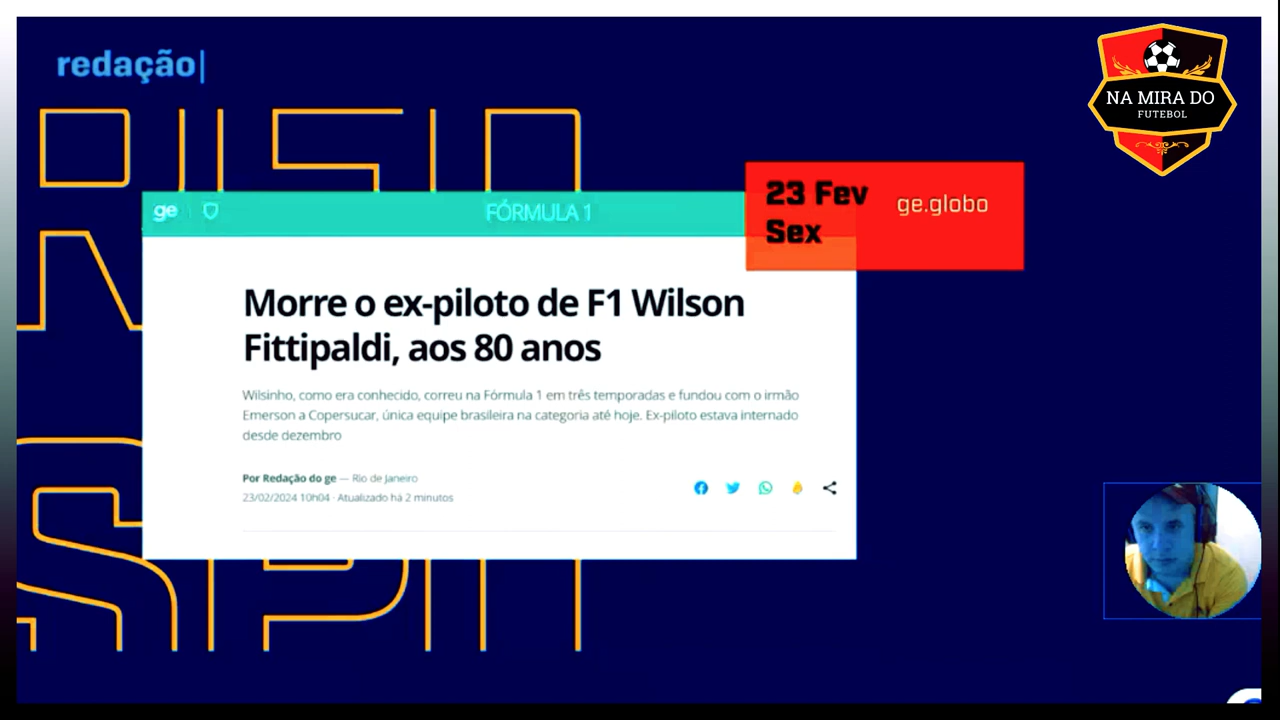 redação|
NA MIRA DO
FUTEBOL
23 Fev
Sex
ge.globo
ge
FÓRMULA 1
Morre o ex-piloto de F1 Wilson
Fittipaldi, aos 80 anos
Wilsinho, como era conhecido, correu na Fórmula 1 em três temporadas e fundou com o irmão
Emerson a Copersucar, única equipe brasileira na categoria até hoje. Ex-piloto estava internado
desde dezembro
Por Redação do ge — Rio de Janeiro
23/02/2024 10h04 · Atualizado há 2 minutos